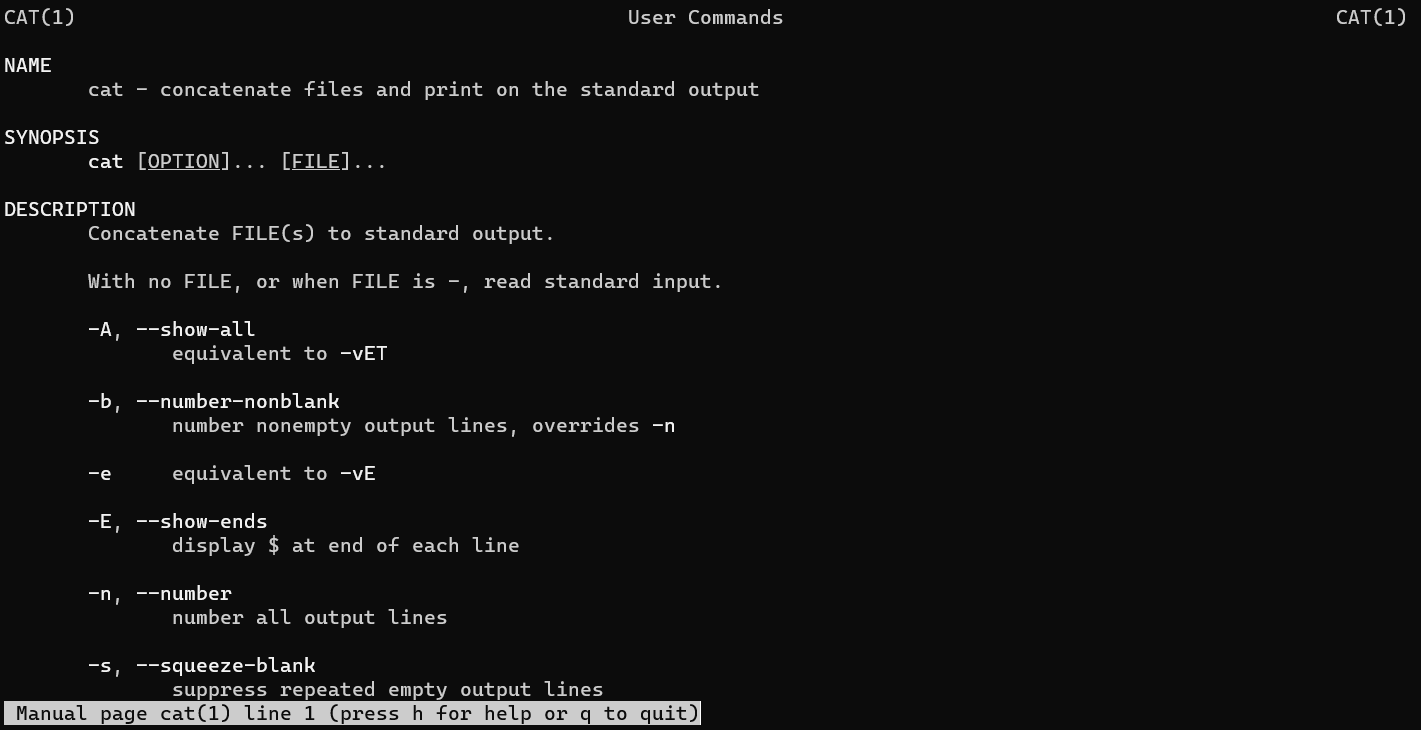 CAT(1) User Commands CAT(1)
NAME
cat - concatenate files and print on the standard output
SYNOPSIS
cat [OPTION]... [FILE]...
DESCRIPTION
Concatenate FILE(s) to standard output.
With no FILE, or when FILE is -, read standard input.
-A, --show-all
equivalent to -vET
-b, --number-nonblank
number nonempty output lines, overrides -n
-e equivalent to -vE
-E, --show-ends
display $ at end of each line
-n, --number
number all output lines
-s, --squeeze-blank
suppress repeated empty output lines
Manual page cat(1) line 1 (press h for help or q to quit)